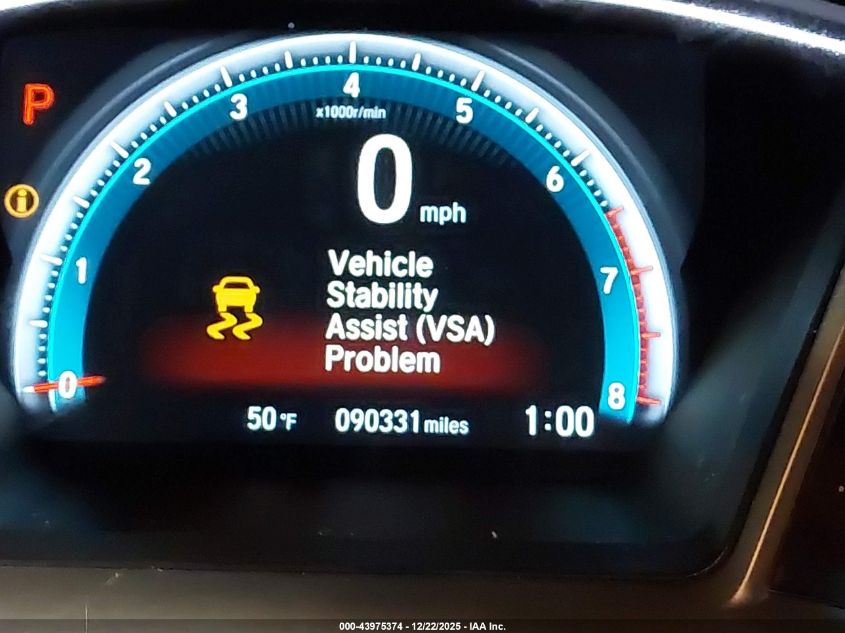 P
0
1
2
3
4
5
6
7
8
x1000r/min
0 mph
i
Vehicle
Stability
Assist (VSA)
Problem
50 °F 090331 miles 1:00
000-43975374 - 12/22/2025 - IAA Inc.